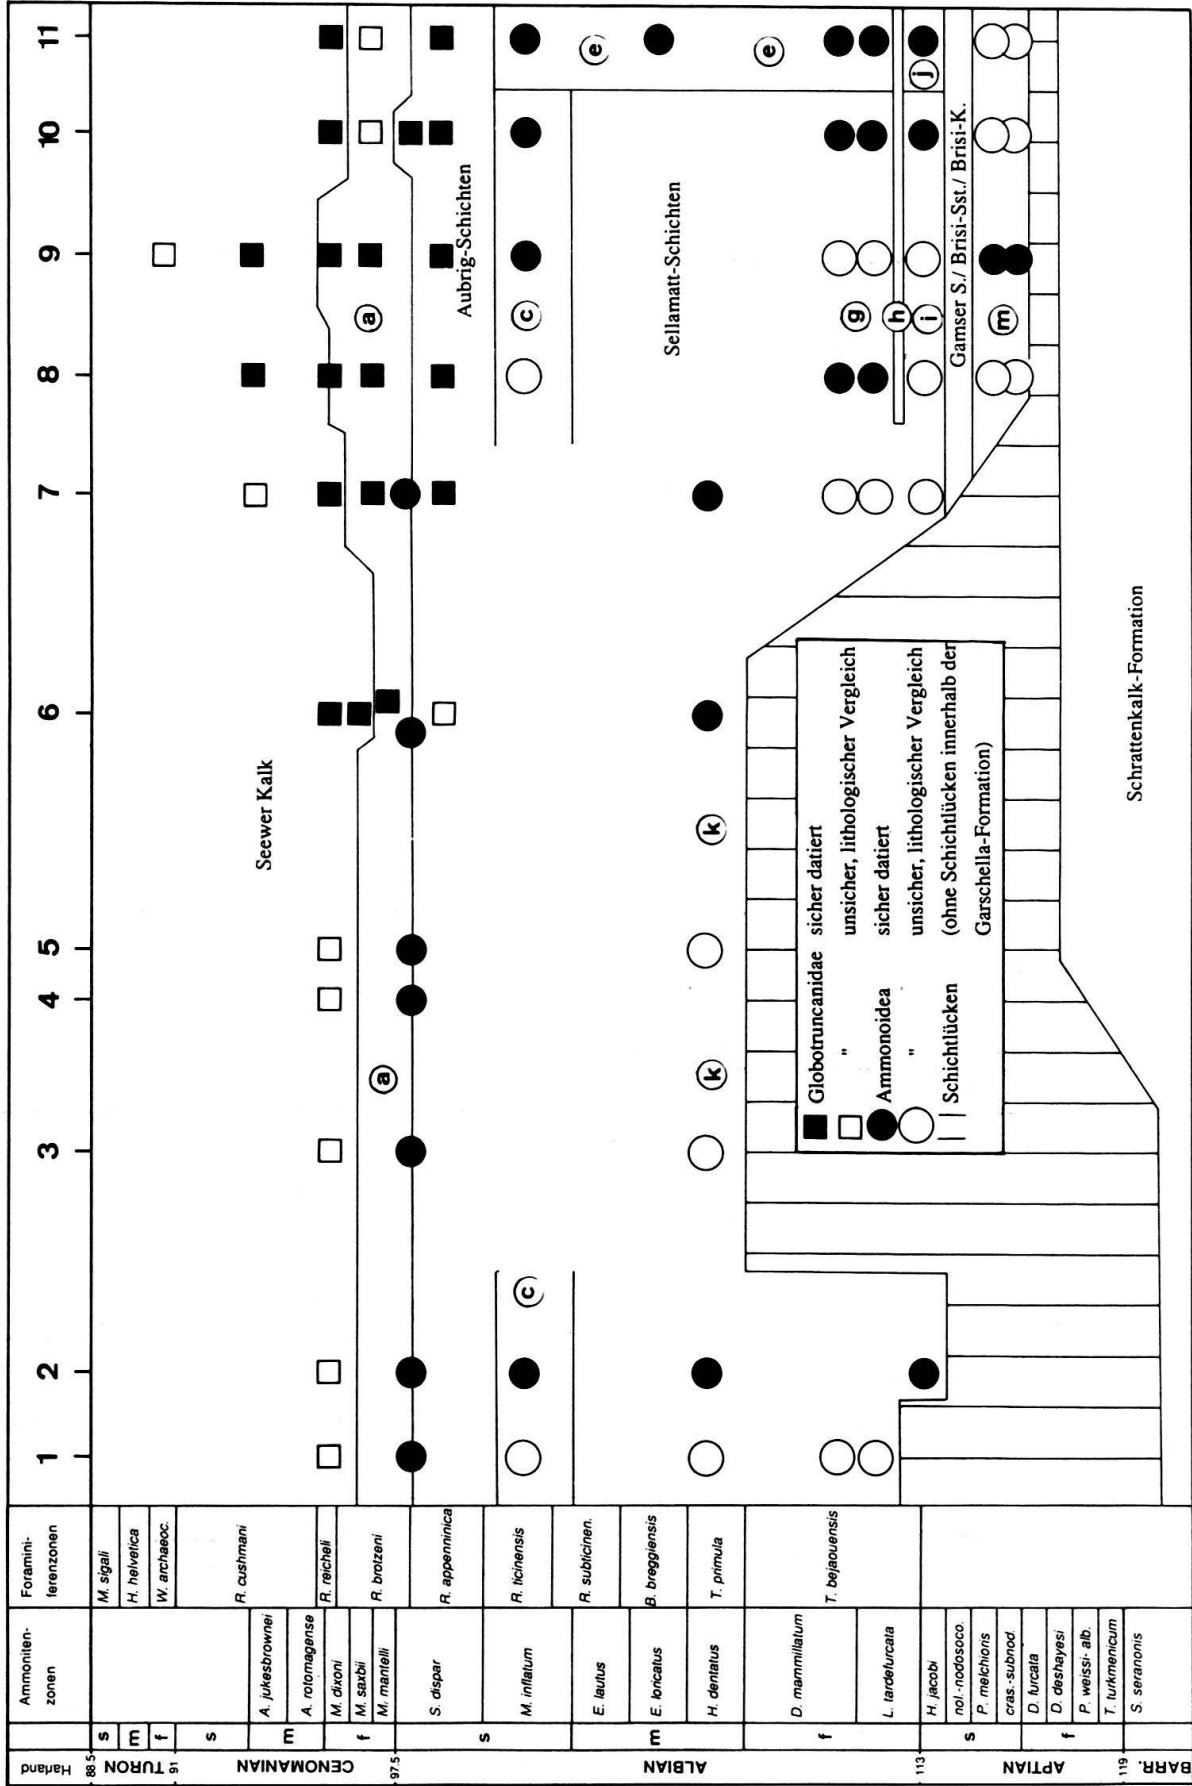 Harland
Ammoniten-
zonen
Foramini-
ferenzonen
1 2 3 4 5 6 7 8 9 10 11
88.5
TURON
91
CENOMANIAN
97.5
ALBIAN
113
APTIAN
119
BARR.
s
m
f
s
m
f
s
m
f
s
f
A. jukesbrownei
A. rotomagense
M. dixoni
M. saxbii
M. mantelli
S. dispar
M. inflatum
E. lautus
E. loricatus
H. dentatus
D. mammillatum
L. tardefurcata
H. jacobi
nol.-nodosoco.
P. melchioris
cras.-subnod.
D. furcata
D. deshayesi
P. weissi- alb.
T. turkmenicum
S. seranonis
M. sigali
H. helvetica
W. archaeoc.
R. cushmani
R. reicheli
R. brotzeni
R. appenninica
R. ticinensis
R. subticinen.
B. breggiensis
T. primula
T. bejaouensis
Seewer Kalk
a
a
Aubrig-Schichten
c
c
e
e
Sellamatt-Schichten
k
k
g
h
i
j
Gamser S./ Brisi-Sst./ Brisi-K.
m
Globotruncanidae sicher datiert
" unsicher, lithologischer Vergleich
Ammonoidea sicher datiert
" unsicher, lithologischer Vergleich
Schichtlücken (ohne Schichtlücken innerhalb der
Garschella-Formation)
Schrattenkalk-Formation